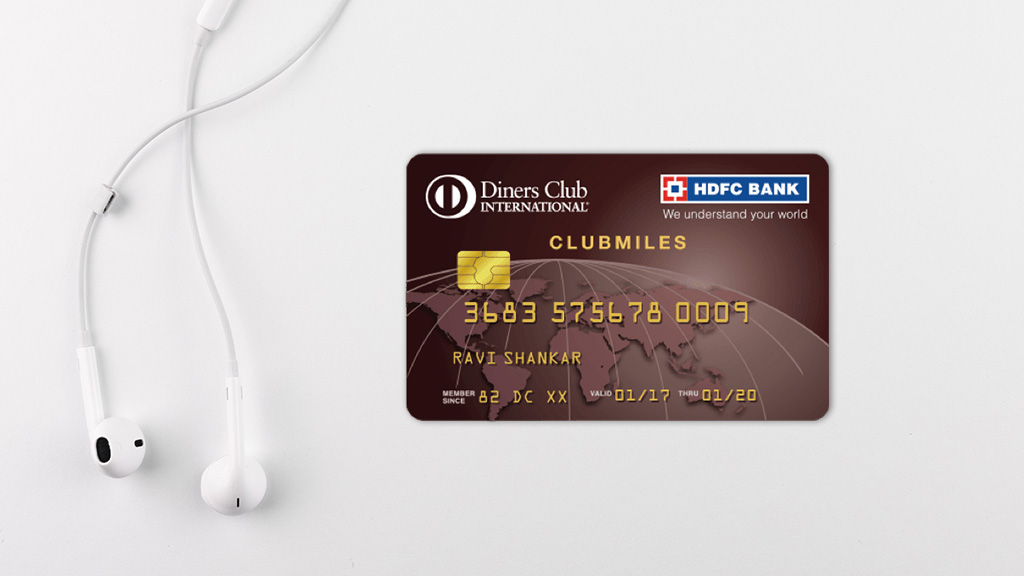 Diners Club
INTERNATIONAL®
HDFC BANK
We understand your world
CLUBMILES
3683 575678 0009
RAVI SHANKAR
MEMBER SINCE 82 DC XX VALID 01/17 THRU 01/20